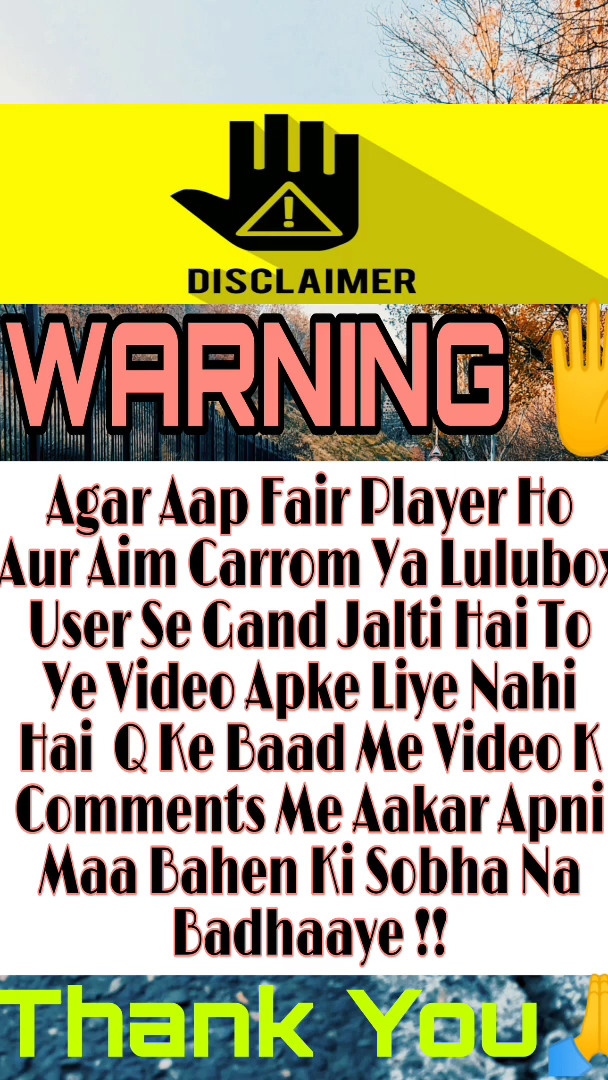 DISCLAIMER
WARNING
Agar Aap Fair Player Ho
Aur Aim Carrom Ya Lulubox
User Se Gand Jalti Hai To
Ye Video Apke Liye Nahi
Hai Q Ke Baad Me Video K
Comments Me Aakar Apni
Maa Bahen Ki Sobha Na
Badhaaye !!
Thank You